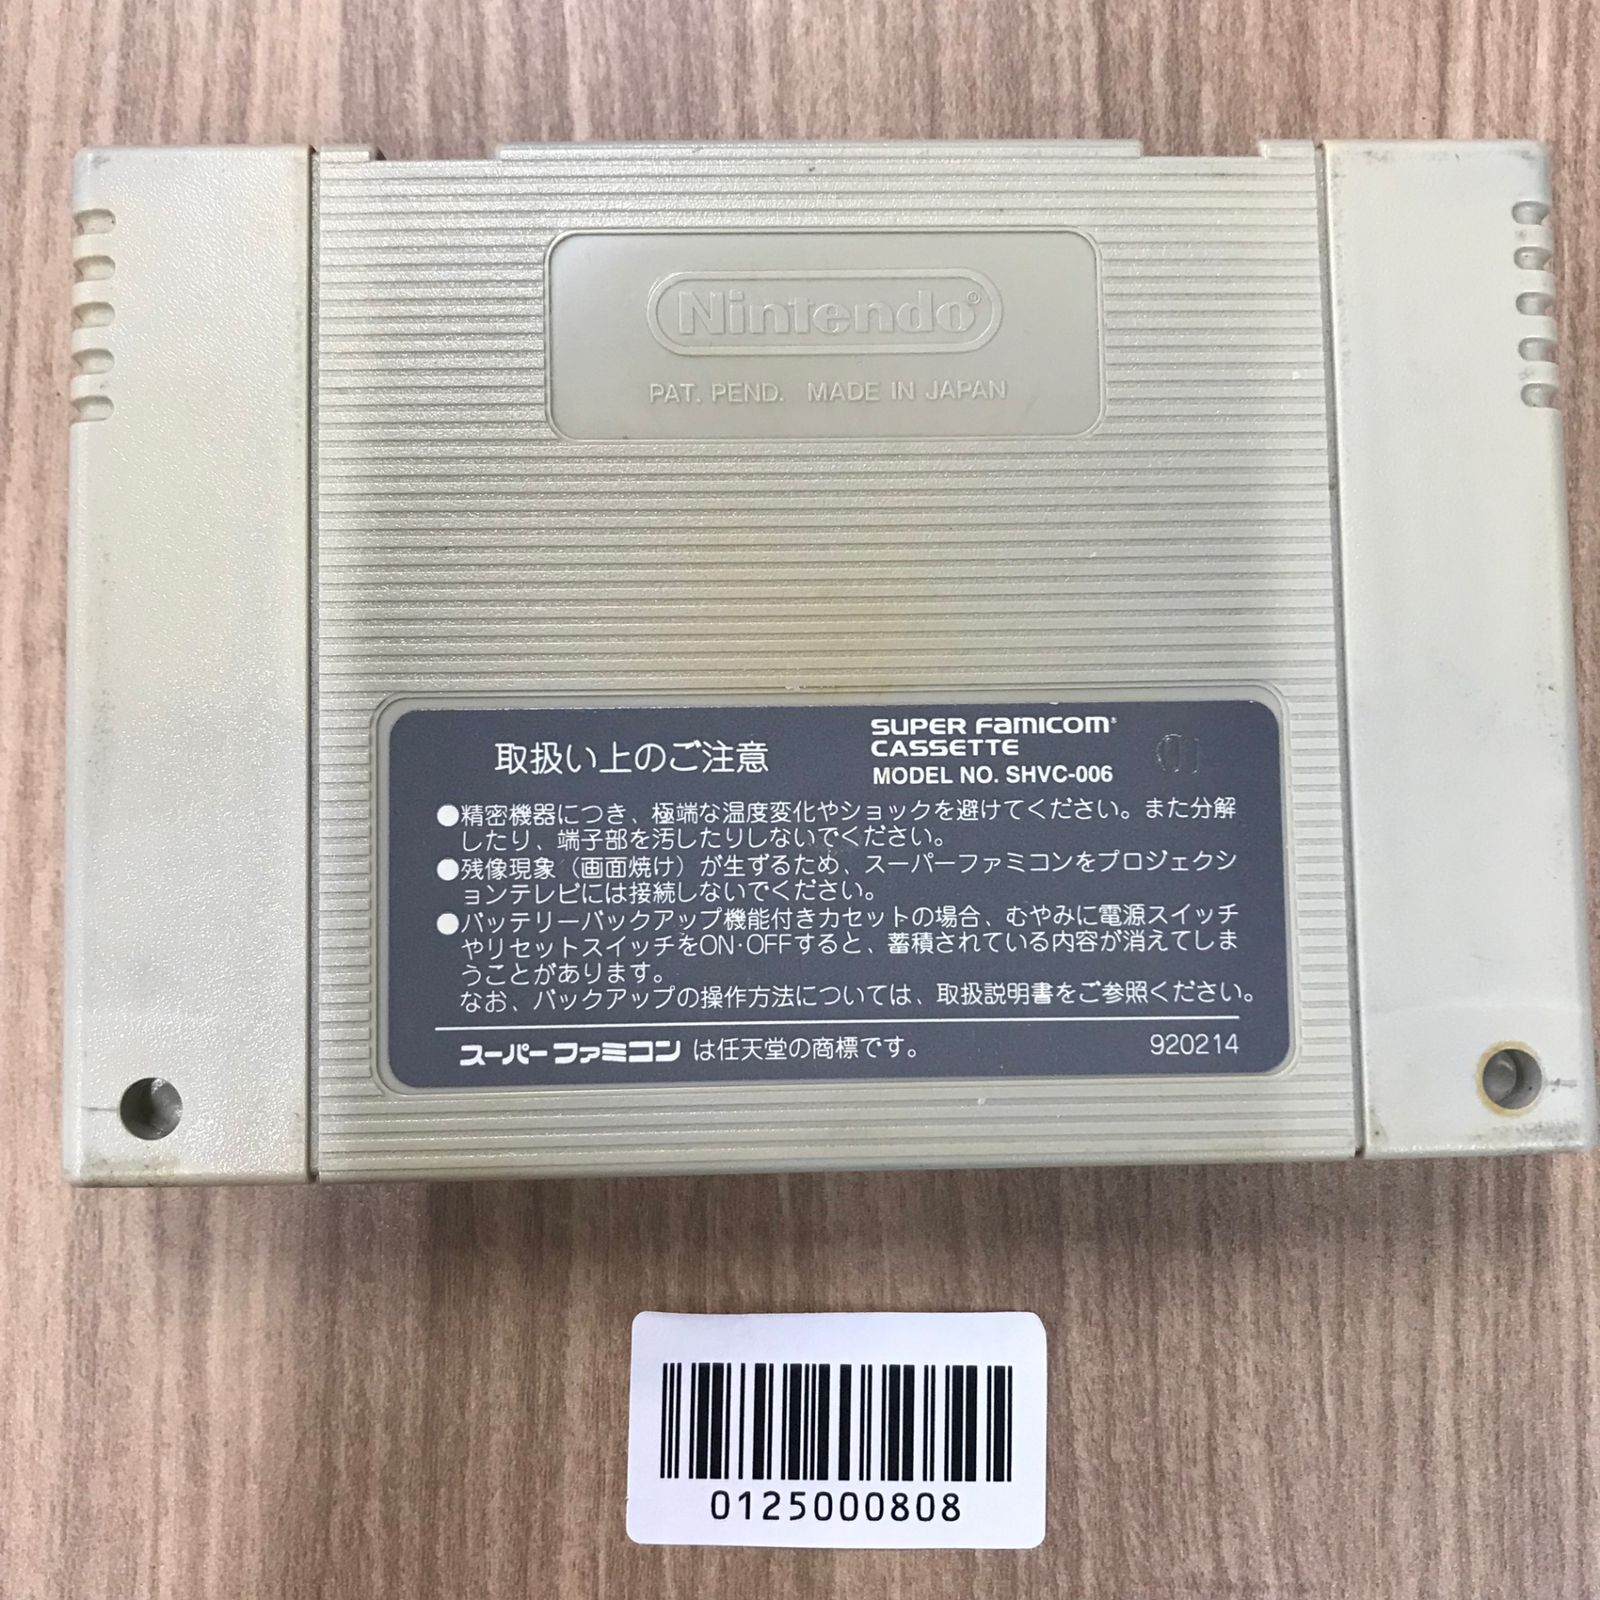 Nintendo®
PAT. PEND. MADE IN JAPAN
取扱い上のご注意
SUPER FAMICOM®
CASSETTE
MODEL NO. SHVC-006
●精密機器につき、極端な温度変化やショックを避けてください。また分解
したり、端子部を汚したりしないでください。
●残像現象（画面焼け）が生ずるため、スーパーファミコンをプロジェクシ
ョンテレビには接続しないでください。
●バッテリーバックアップ機能付きカセットの場合、むやみに電源スイッチ
やリセットスイッチをON・OFFすると、蓄積されている内容が消えてしま
うことがあります。
なお、バックアップの操作方法については、取扱説明書をご参照ください。
スーパーファミコン は任天堂の商標です。
920214
0125000808